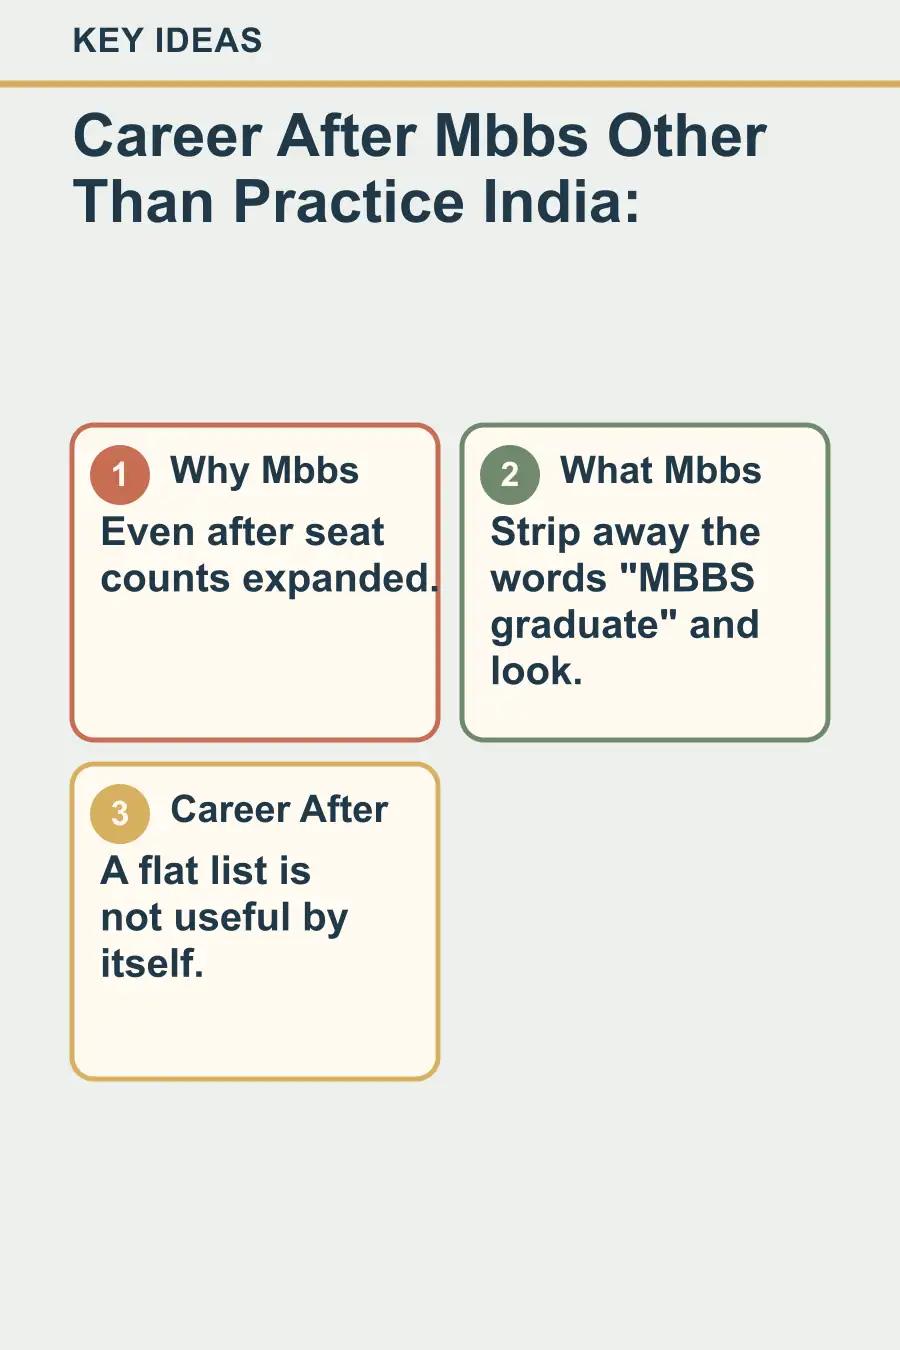 KEY IDEAS
Career After Mbbs Other
Than Practice India:
1 Why Mbbs
Even after seat
counts expanded.
2 What Mbbs
Strip away the
words "MBBS
graduate" and
look.
3 Career After
A flat list is
not useful by
itself.